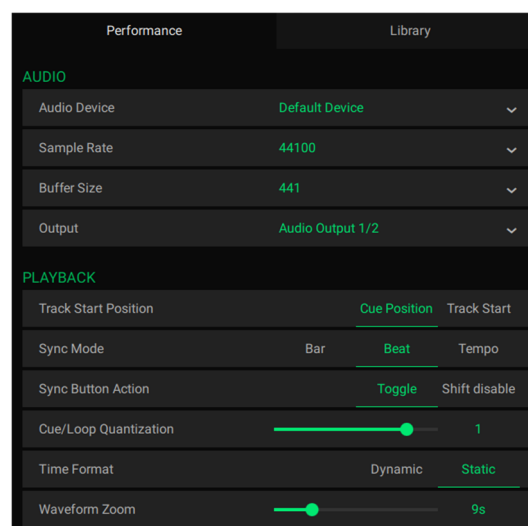 Performance Library
AUDIO
Audio Device Default Device
Sample Rate 44100
Buffer Size 441
Output Audio Output 1/2
PLAYBACK
Track Start Position Cue Position Track Start
Sync Mode Bar Beat Tempo
Sync Button Action Toggle Shift disable
Cue/Loop Quantization 1
Time Format Dynamic Static
Waveform Zoom 9s